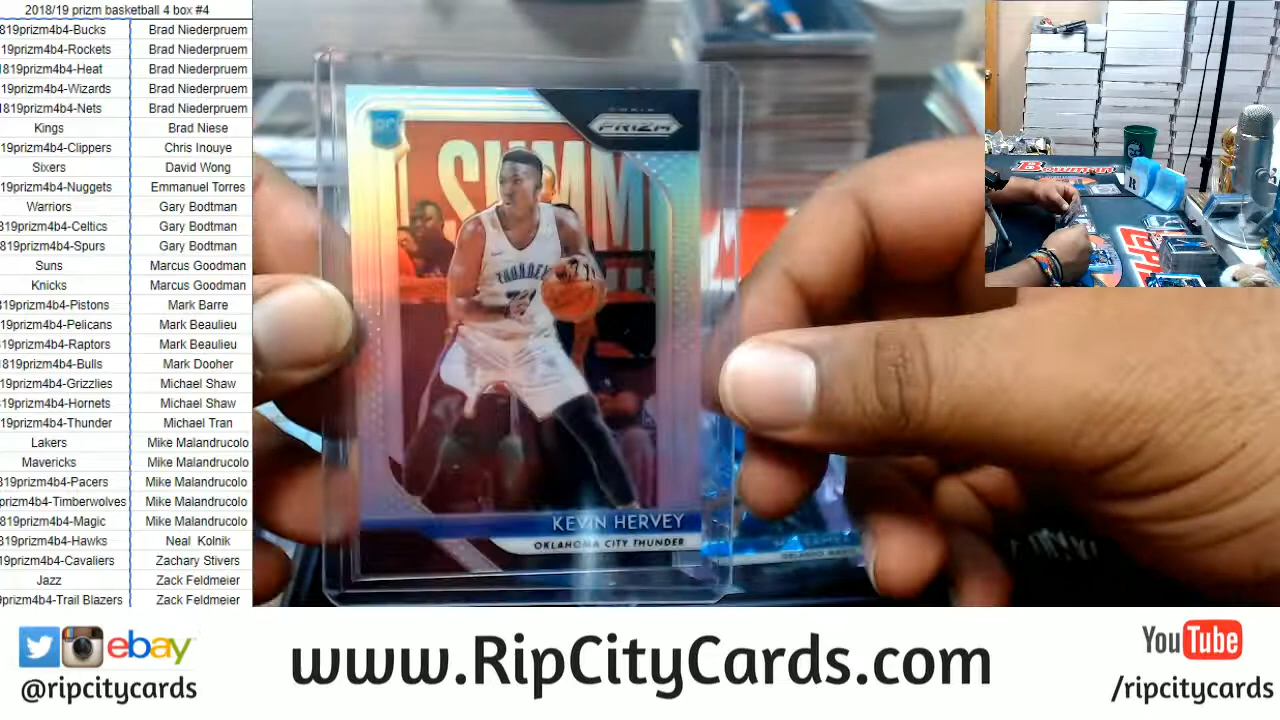 2018/19 prizm basketball 4 box #4
819prizm4b4-Bucks Brad Niederpruem
19prizm4b4-Rockets Brad Niederpruem
1819prizm4b4-Heat Brad Niederpruem
819prizm4b4-Wizards Brad Niederpruem
1819prizm4b4-Nets Brad Niederpruem
Kings Brad Niese
819prizm4b4-Clippers Chris Inouye
Sixers David Wong
19prizm4b4-Nuggets Emmanuel Torres
Warriors Gary Bodtman
819prizm4b4-Celtics Gary Bodtman
819prizm4b4-Spurs Gary Bodtman
Suns Marcus Goodman
Knicks Marcus Goodman
819prizm4b4-Pistons Mark Barre
19prizm4b4-Pelicans Mark Beaulieu
19prizm4b4-Raptors Mark Beaulieu
1819prizm4b4-Bulls Mark Dooher
19prizm4b4-Grizzlies Michael Shaw
19prizm4b4-Hornets Michael Shaw
19prizm4b4-Thunder Michael Tran
Lakers Mike Malandrucolo
Mavericks Mike Malandrucolo
819prizm4b4-Pacers Mike Malandrucolo
prizm4b4-Timberwolves Mike Malandrucolo
819prizm4b4-Magic Mike Malandrucolo
819prizm4b4-Hawks Neal Kolnik
19prizm4b4-Cavaliers Zachary Stivers
Jazz Zack Feldmeier
prizm4b4-Trail Blazers Zack Feldmeier
RC
PANINI
PRIZM
SUMM
THUNDER
KEVIN HERVEY
OKLAHOMA CITY THUNDER
Bowman
ebay
@ripcitycards
www.RipCityCards.com
YouTube
/ripcitycards